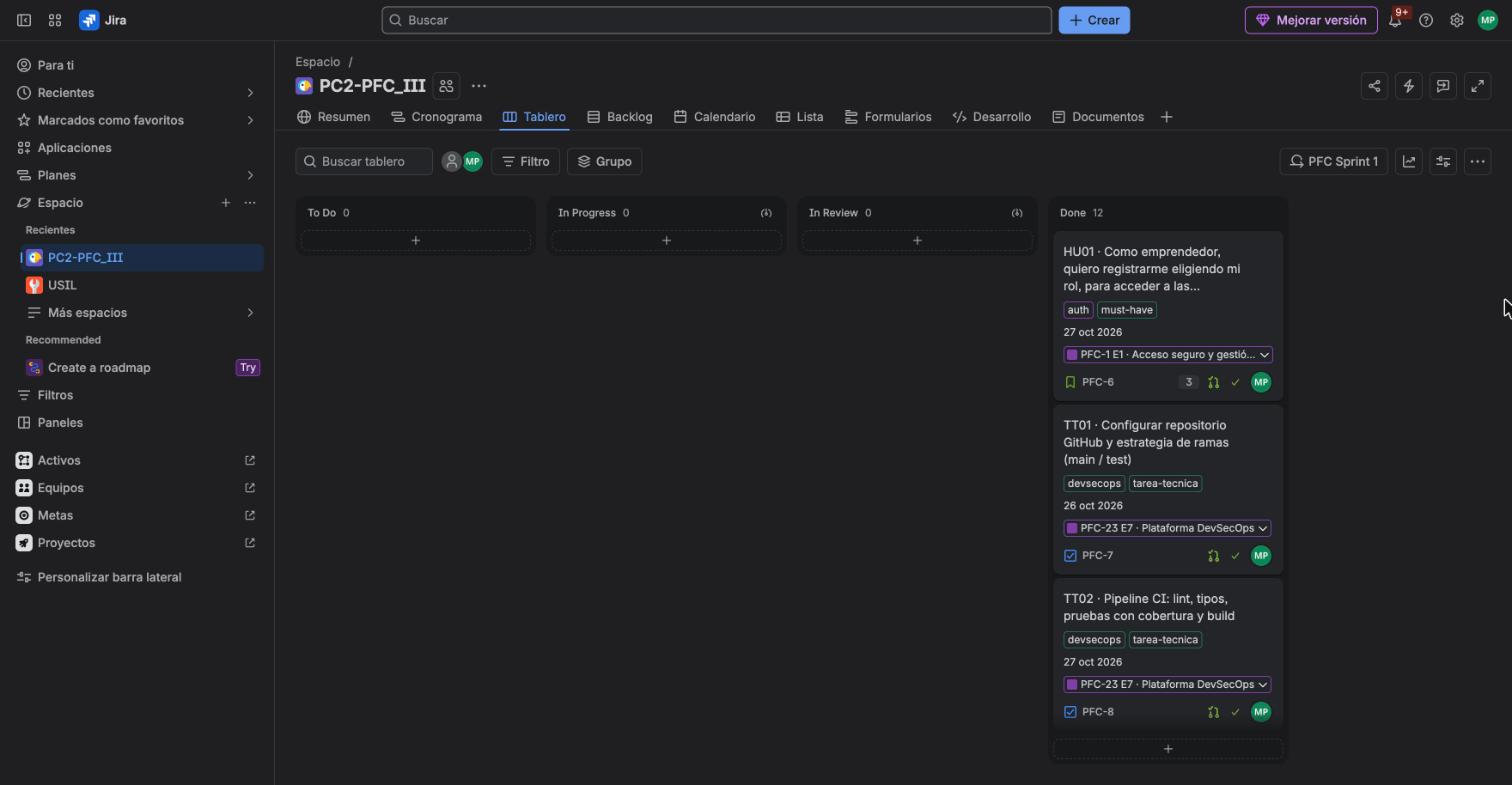 Jira
Buscar
Crear
Mejorar versión
9+
MP
Para ti
Recientes
Marcados como favoritos
Aplicaciones
Planes
Espacio
Recientes
PC2-PFC_III
USIL
Más espacios
Recommended
Create a roadmap
Try
Filtros
Paneles
Activos
Equipos
Metas
Proyectos
Personalizar barra lateral
Espacio /
PC2-PFC_III
Resumen
Cronograma
Tablero
Backlog
Calendario
Lista
Formularios
Desarrollo
Documentos
Buscar tablero
MP
Filtro
Grupo
PFC Sprint 1
To Do 0
In Progress 0
In Review 0
Done 12
HU01 · Como emprendedor,
quiero registrarme eligiendo mi
rol, para acceder a las...
auth must-have
27 oct 2026
PFC-1 E1 · Acceso seguro y gestió...
PFC-6 3 MP
TT01 · Configurar repositorio
GitHub y estrategia de ramas
(main / test)
devsecops tarea-tecnica
26 oct 2026
PFC-23 E7 · Plataforma DevSecOps
PFC-7 MP
TT02 · Pipeline CI: lint, tipos,
pruebas con cobertura y build
devsecops tarea-tecnica
27 oct 2026
PFC-23 E7 · Plataforma DevSecOps
PFC-8 MP